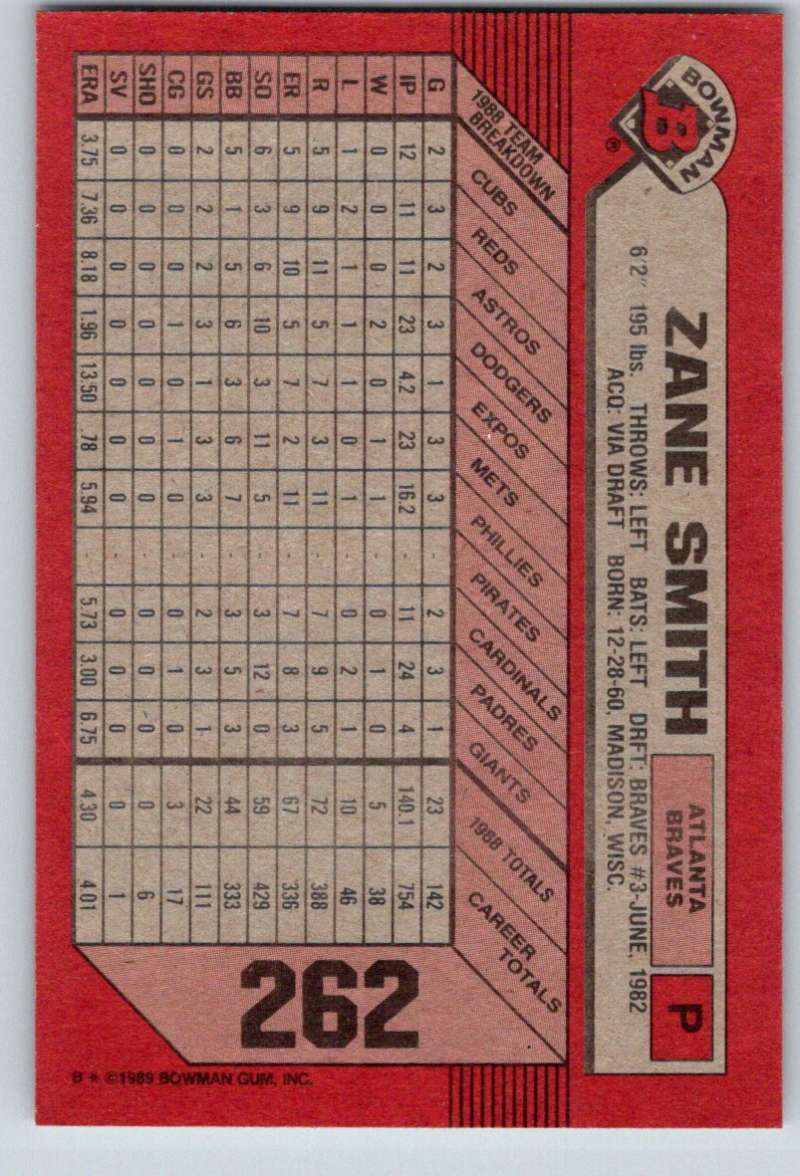 BOWMAN
B
®
ZANE SMITH
ATLANTA
BRAVES
P
6'2" 195 lbs. THROWS: LEFT BATS: LEFT DRFT: BRAVES #3-JUNE, 1982
ACQ: VIA DRAFT BORN: 12-28-60, MADISON, WISC.
1988 TEAM BREAKDOWN CUBS REDS ASTROS DODGERS EXPOS METS PHILLIES PIRATES CARDINALS PADRES GIANTS 1988 TOTALS CAREER TOTALS
G 2 3 2 3 1 3 3 - 2 3 1 23 142
IP 12 11 11 23 4.2 23 16.2 - 11 24 4 140.1 754
W 0 0 0 2 0 1 1 - 0 1 0 5 38
L 1 2 1 1 1 0 1 - 0 2 1 10 46
R 5 9 11 5 7 3 11 - 7 9 5 72 388
ER 5 9 10 5 7 2 11 - 7 8 3 67 336
SO 6 3 6 10 3 11 5 - 3 12 0 59 429
BB 5 1 5 6 3 6 7 - 3 5 3 44 333
GS 2 2 2 3 1 3 3 - 2 3 1 22 111
CG 0 0 0 1 0 1 0 - 0 1 0 3 17
SHO 0 0 0 0 0 0 0 - 0 0 0 0 6
SV 0 0 0 0 0 0 0 - 0 0 0 0 1
ERA 3.75 7.36 8.18 1.96 13.50 .78 5.94 - 5.73 3.00 6.75 4.30 4.01
262
B * ©1989 BOWMAN GUM, INC.